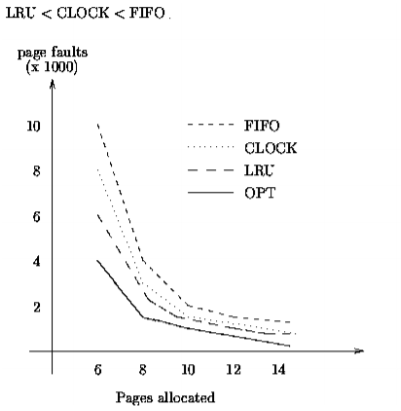 LRU < CLOCK < FIFO.
page faults
(x 1000)
10
8
6
4
2
FIFO
CLOCK
LRU
OPT
6 8 10 12 14
Pages allocated